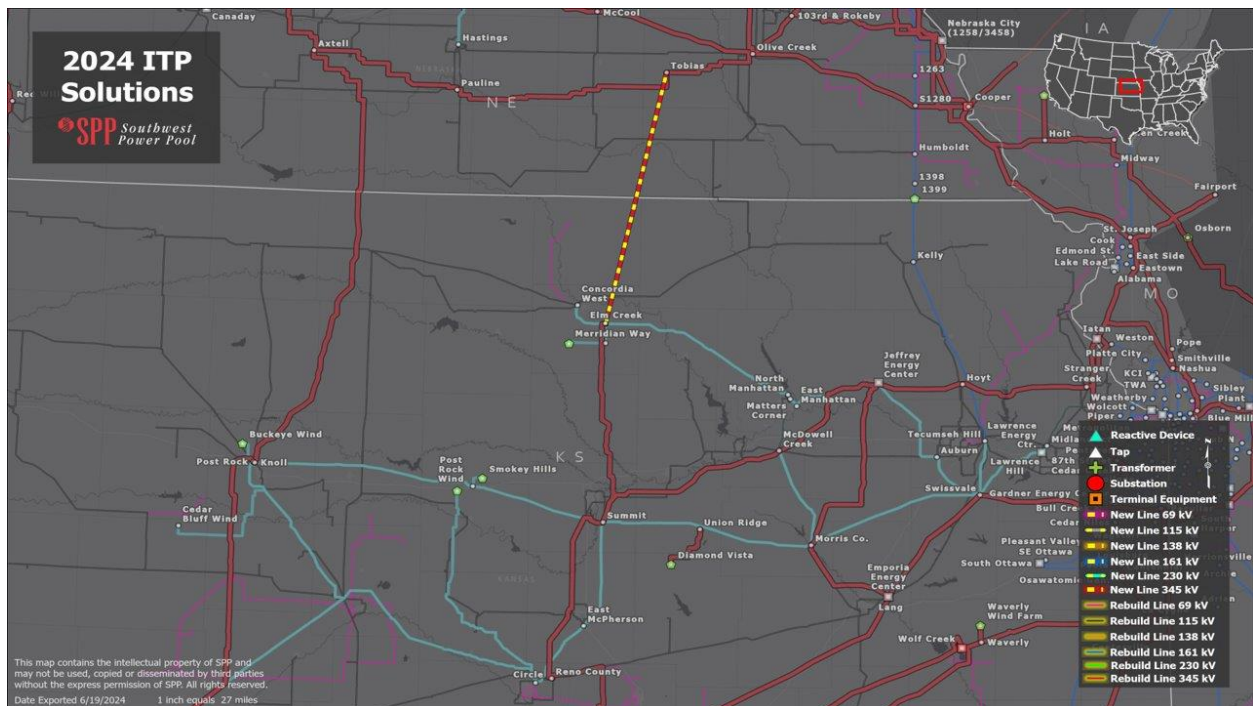 2024 ITP
Solutions
SPP Southwest
Power Pool
Canaday
Axtell
Hastings
Pauline
McCool
103rd & Rokeby
Olive Creek
Tobias
Nebraska City
(1258/3458)
1263
S1280
Cooper
Humboldt
1398
1399
Kelly
Holt
Midway
Fairport
Osborn
St. Joseph
Cook
Edmond St.
Lake Road
East Side
Eastown
Alabama
IA
NE
MO
KS
Concordia
West
Elm Creek
Merridian Way
North
Manhattan
East
Manhattan
Matters
Corner
Jeffrey
Energy
Center
Hoyt
Stranger
Creek
Iatan
Weston
Platte City
Pope
Smithville
Nashua
KCI
TWA
Sibley
Plant
Weatherby
Wolcott
Piper
McDowell
Creek
Tecumseh Hill
Auburn
Lawrence
Energy
Ctr.
Lawrence
Hill
Swissvale
Buckeye Wind
Post Rock
Knoll
Cedar
Bluff Wind
Post
Rock
Wind
Smokey Hills
Summit
Union Ridge
Diamond Vista
Morris Co.
Emporia
Energy
Center
Lang
Waverly
Wind Farm
Waverly
Wolf Creek
South Ottawa
Pleasant Valley
SE Ottawa
East
McPherson
Circle
Reno County
KANSAS
Reactive Device
Tap
Transformer
Substation
Terminal Equipment
New Line 69 kV
New Line 115 kV
New Line 138 kV
New Line 161 kV
New Line 230 kV
New Line 345 kV
Rebuild Line 69 kV
Rebuild Line 115 kV
Rebuild Line 138 kV
Rebuild Line 161 kV
Rebuild Line 230 kV
Rebuild Line 345 kV
This map contains the intellectual property of SPP and
may not be used, copied or disseminated by third parties
without the express permission of SPP. All rights reserved.
Date Exported 6/19/2024 1 inch equals 27 miles